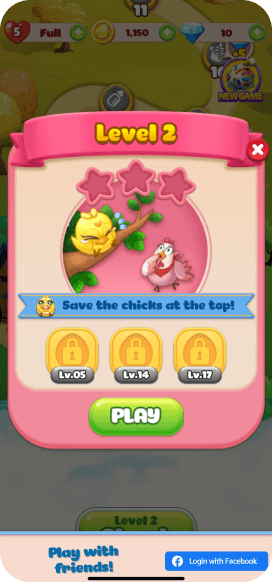 11
5 Full 1,150 10
x5
NEW GAME
Level 2
Save the chicks at the top!
Lv.05 Lv.14 Lv.17
PLAY
Level 2
Play with
friends!
Login with Facebook